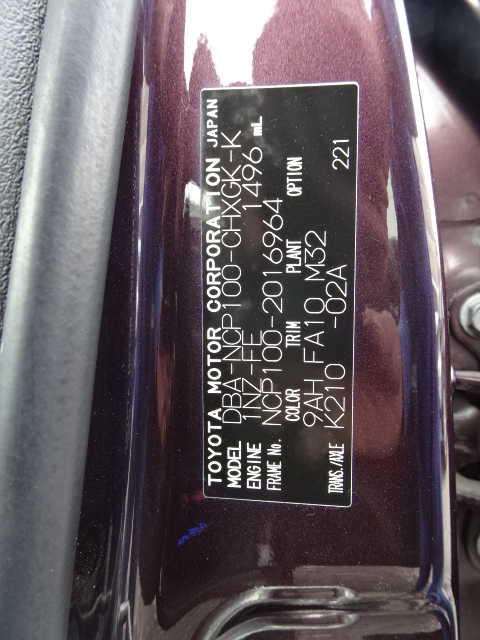 TOYOTA MOTOR CORPORATION JAPAN
MODEL DBA-NCP100-CHXGK-K
ENGINE 1NZ-FE 1496 mL
FRAME No. NCP100-2016964
COLOR TRIM PLANT OPTION
9AH FA10 M32
TRANS./AXLE K210 -02A 221